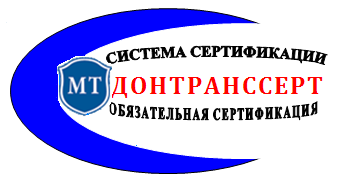 СИСТЕМА СЕРТИФИКАЦИИ
МТ
ДОНТРАНССЕРТ
ОБЯЗАТЕЛЬНАЯ СЕРТИФИКАЦИЯ